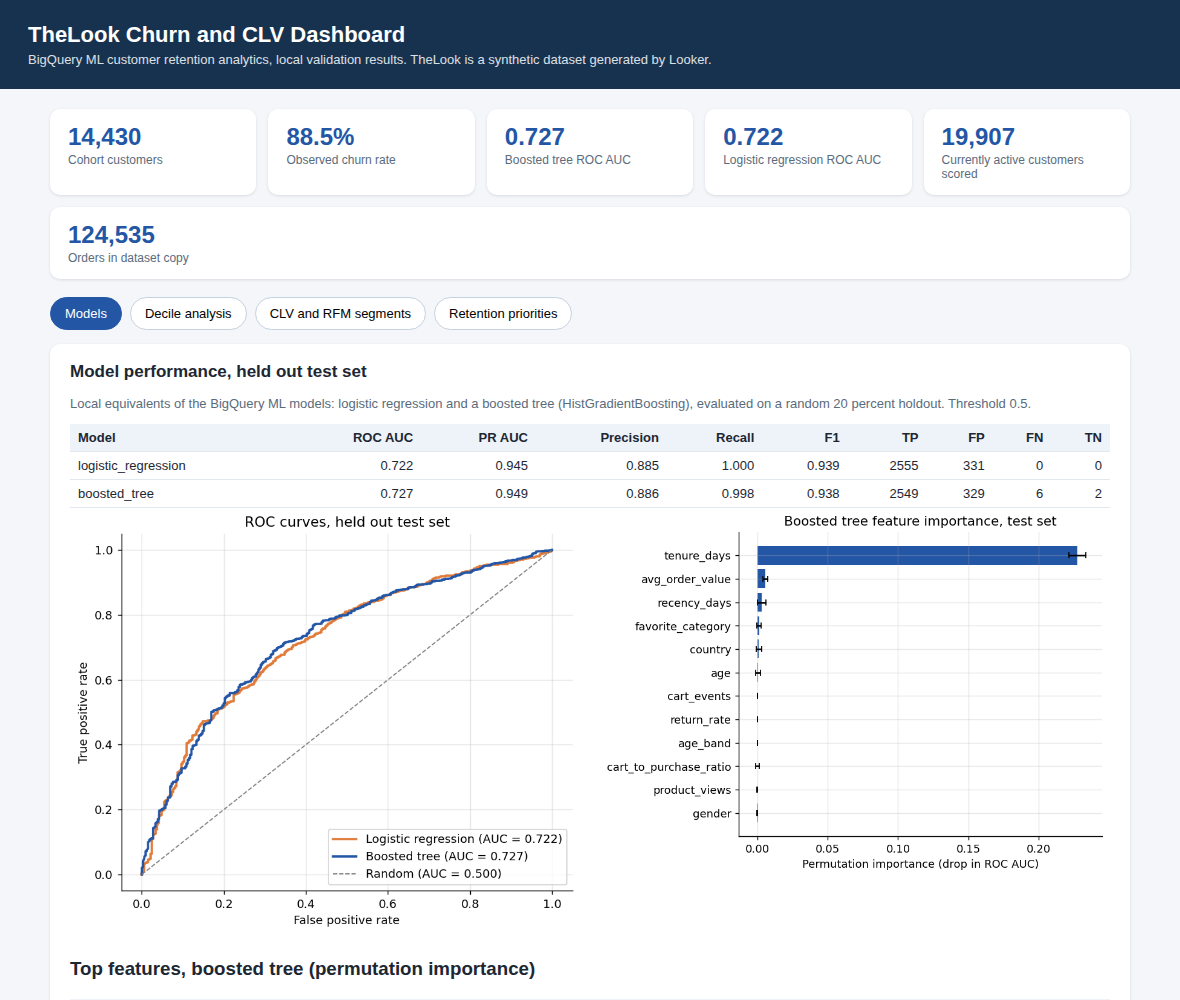 TheLook Churn and CLV Dashboard
BigQuery ML customer retention analytics, local validation results. TheLook is a synthetic dataset generated by Looker.
14,430
Cohort customers
88.5%
Observed churn rate
0.727
Boosted tree ROC AUC
0.722
Logistic regression ROC AUC
19,907
Currently active customers
scored
124,535
Orders in dataset copy
Models
Decile analysis
CLV and RFM segments
Retention priorities
Model performance, held out test set
Local equivalents of the BigQuery ML models: logistic regression and a boosted tree (HistGradientBoosting), evaluated on a random 20 percent holdout. Threshold 0.5.
Model ROC AUC PR AUC Precision Recall F1 TP FP FN TN
logistic_regression 0.722 0.945 0.885 1.000 0.939 2555 331 0 0
boosted_tree 0.727 0.949 0.886 0.998 0.938 2549 329 6 2
ROC curves, held out test set
True positive rate
1.0
0.8
0.6
0.4
0.2
0.0
Logistic regression (AUC = 0.722)
Boosted tree (AUC = 0.727)
Random (AUC = 0.500)
0.0 0.2 0.4 0.6 0.8 1.0
False positive rate
Boosted tree feature importance, test set
tenure_days
avg_order_value
recency_days
favorite_category
country
age
cart_events
return_rate
age_band
cart_to_purchase_ratio
product_views
gender
0.00 0.05 0.10 0.15 0.20
Permutation importance (drop in ROC AUC)
Top features, boosted tree (permutation importance)